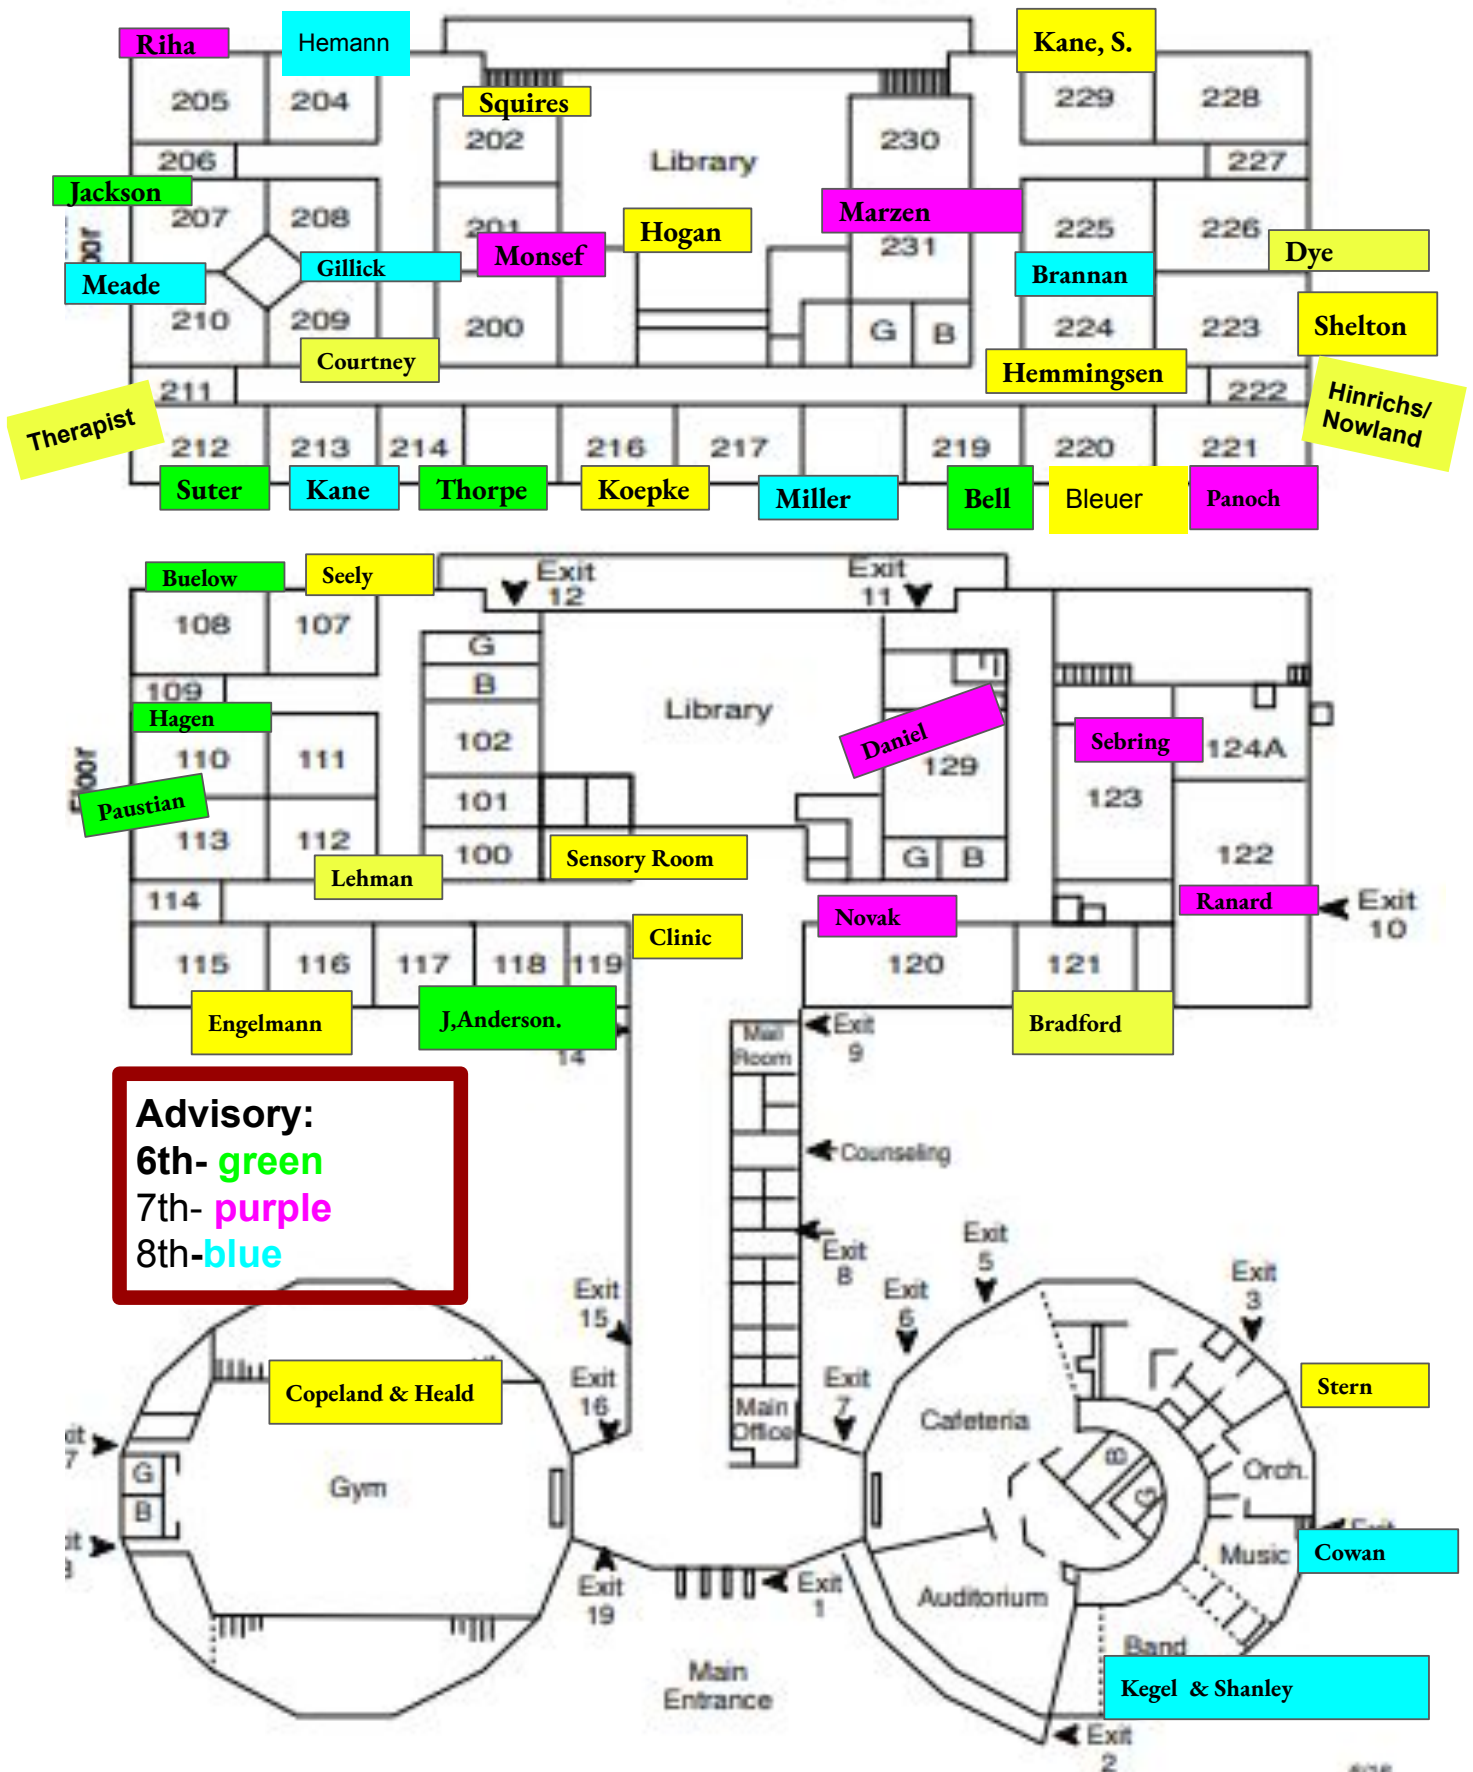 Riha
Hemann
Kane, S.
205
204
Squires
202
Library
230
229
228
206
227
Jackson
207
208
201
Hogan
Marzen
231
225
226
Dye
Meade
Gillick
Monsef
Brannan
210
209
200
G
B
224
223
Shelton
Courtney
Hemmingsen
211
222
Hinrichs/
Nowland
Therapist
212
213
214
216
217
219
220
221
Suter
Kane
Thorpe
Koepke
Miller
Bell
Bleuer
Panoch
Buelow
Seely
Exit
12
Exit
11
108
107
G
B
109
Hagen
Library
110
111
102
Daniel
129
Sebring
124A
Floor
Paustian
101
123
113
112
100
Sensory Room
G
B
122
Lehman
114
Novak
Ranard
Exit
10
Clinic
115
116
117
118
119
120
121
Engelmann
J,Anderson.
Bradford
14
Mail
Room
Exit
9
Advisory:
6th- green
7th- purple
8th-blue
Counseling
Exit
8
Exit
5
Exit
6
Exit
3
Exit
15
Exit
16
Exit
7
Copeland & Heald
Stern
Main
Office
Cafeteria
G
B
Gym
B
G
Orch.
Exit
19
Exit
1
Auditorium
Music
Cowan
Band
Kegel & Shanley
Main
Entrance
Exit
2